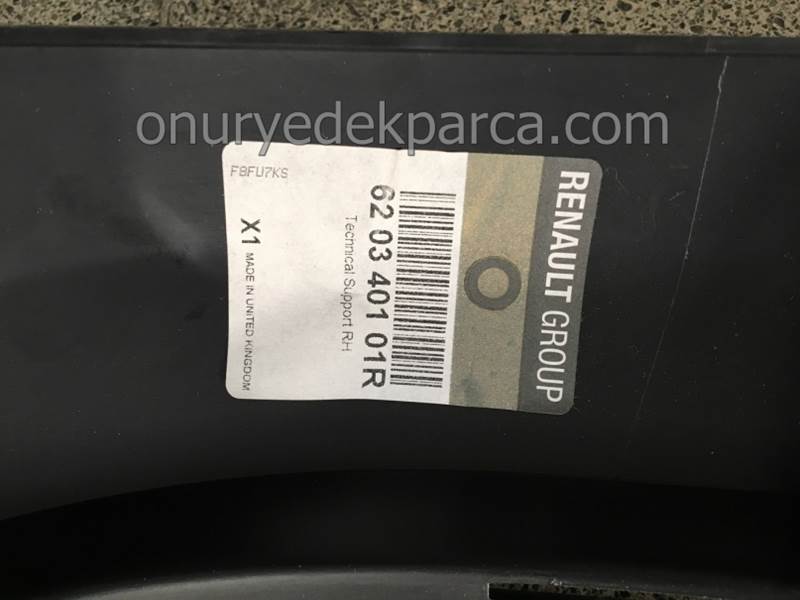 onuryedekparca.com
RENAULT GROUP
62 03 401 01R
Technical Support RH
X1 MADE IN UNITED KINGDOM
F8FU7KS